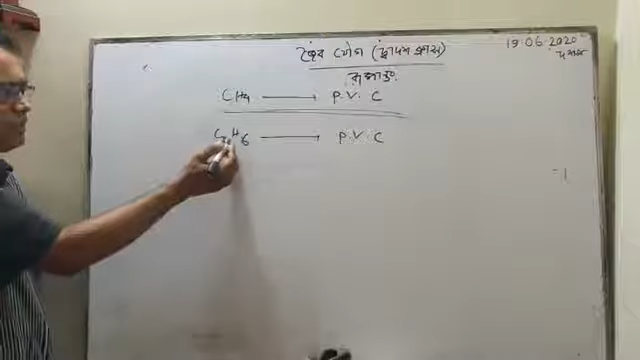 জৈব যৌগ (দ্বাদশ ক্লাস) 19.06.2020
CH₄ ⟶ P.V.C
C₂H₆ ⟶ P.V.C